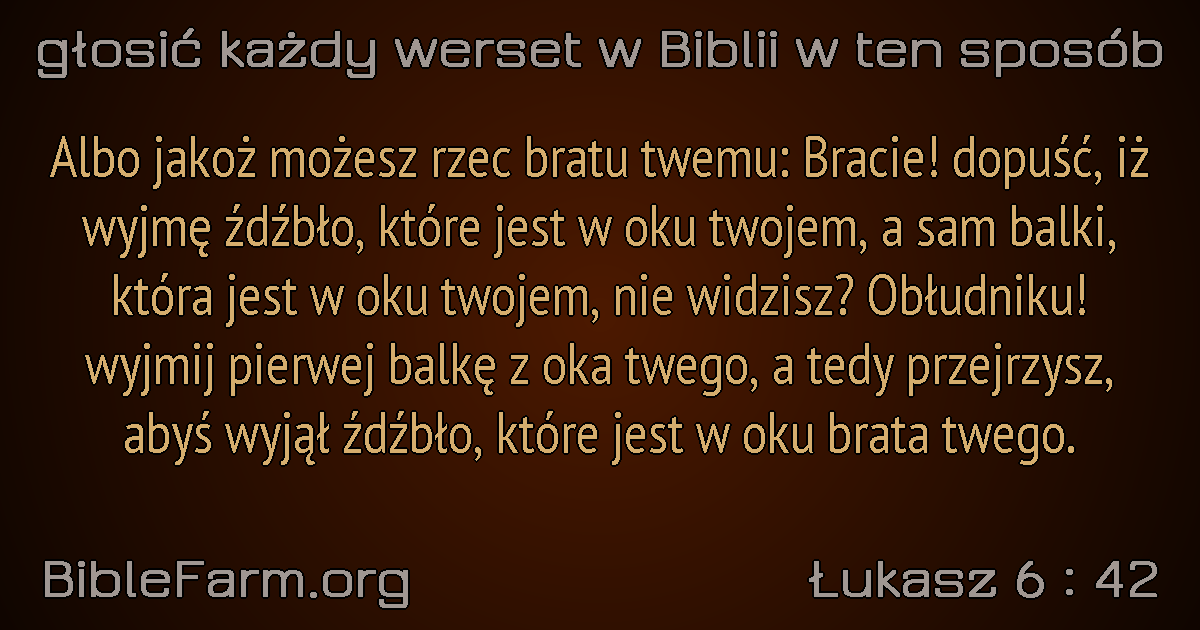 głosić każdy werset w Biblii w ten sposób
Albo jakoż możesz rzec bratu twemu: Bracie! dopuść, iż
wyjmę źdźbło, które jest w oku twojem, a sam balki,
która jest w oku twojem, nie widzisz? Obłudniku!
wyjmij pierwej balkę z oka twego, a tedy przejrzysz,
abyś wyjął źdźbło, które jest w oku brata twego.
BibleFarm.org
Łukasz 6 : 42